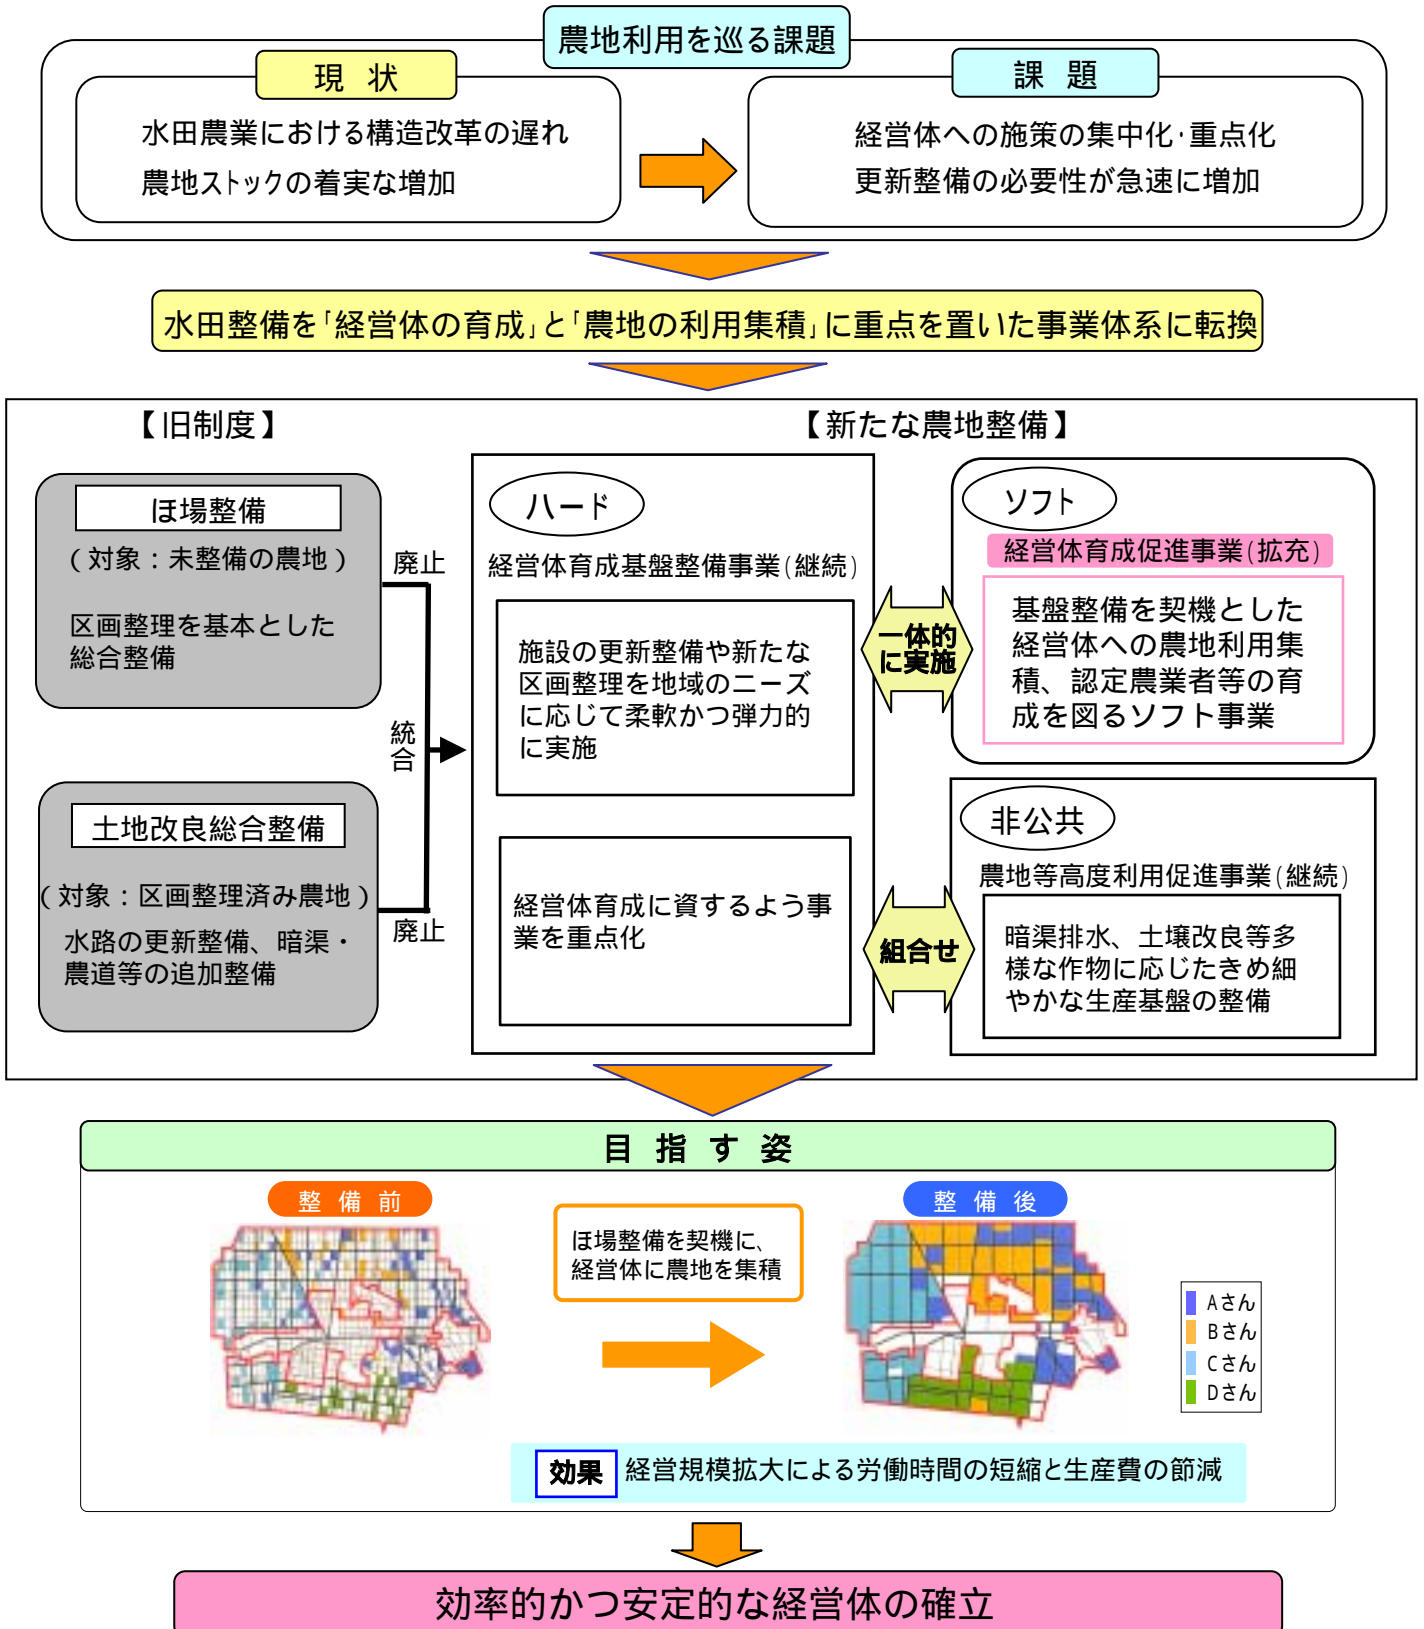 農地利用を巡る課題
現 状
水田農業における構造改革の遅れ
農地ストックの着実な増加
課 題
経営体への施策の集中化・重点化
更新整備の必要性が急速に増加
水田整備を「経営体の育成」と「農地の利用集積」に重点を置いた事業体系に転換
【旧制度】
【新たな農地整備】
ほ場整備
(対象：未整備の農地)
区画整理を基本とした
総合整備
廃止
統合
土地改良総合整備
(対象：区画整理済み農地)
水路の更新整備、暗渠・
農道等の追加整備
廃止
ハード
経営体育成基盤整備事業(継続)
施設の更新整備や新たな
区画整理を地域のニーズ
に応じて柔軟かつ弾力的
に実施
経営体育成に資するよう事
業を重点化
一体的
に実施
組合せ
ソフト
経営体育成促進事業(拡充)
基盤整備を契機とした
経営体への農地利用集
積、認定農業者等の育
成を図るソフト事業
非公共
農地等高度利用促進事業(継続)
暗渠排水、土壌改良等多
様な作物に応じたきめ細
やかな生産基盤の整備
目 指 す 姿
整 備 前
ほ場整備を契機に、
経営体に農地を集積
整 備 後
Aさん
Bさん
Cさん
Dさん
効果 経営規模拡大による労働時間の短縮と生産費の節減
効率的かつ安定的な経営体の確立